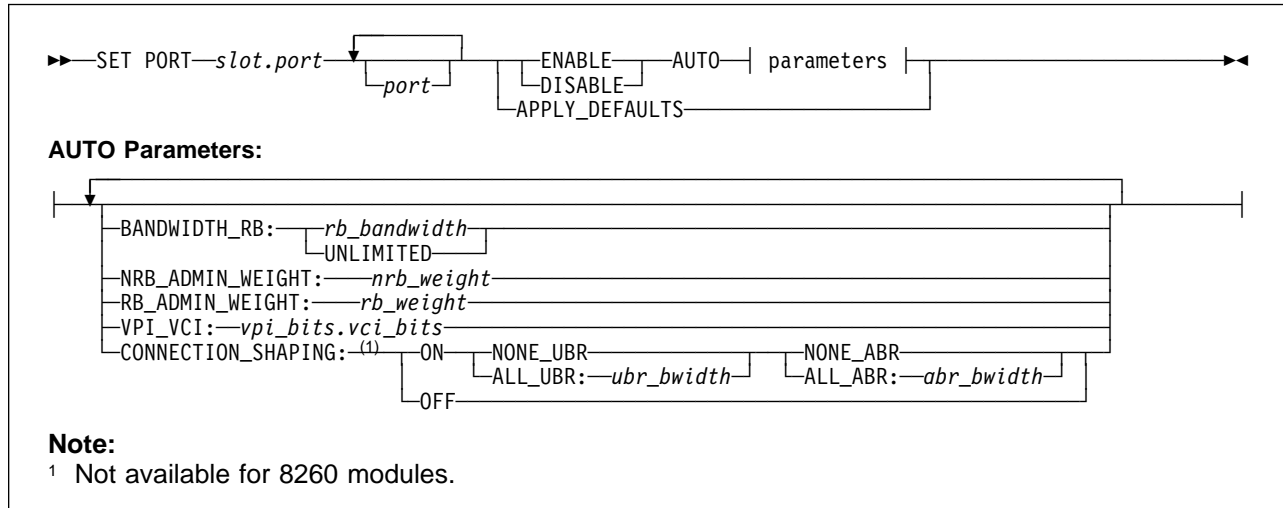 SET PORT slot.port ENABLE AUTO parameters
port DISABLE
APPLY_DEFAULTS
AUTO Parameters:
BANDWIDTH_RB: rb_bandwidth
UNLIMITED
NRB_ADMIN_WEIGHT: nrb_weight
RB_ADMIN_WEIGHT: rb_weight
VPI_VCI: vpi_bits.vci_bits
CONNECTION_SHAPING: (1) ON NONE_UBR NONE_ABR
ALL_UBR: ubr_bwidth ALL_ABR: abr_bwidth
OFF
Note:
1 Not available for 8260 modules.